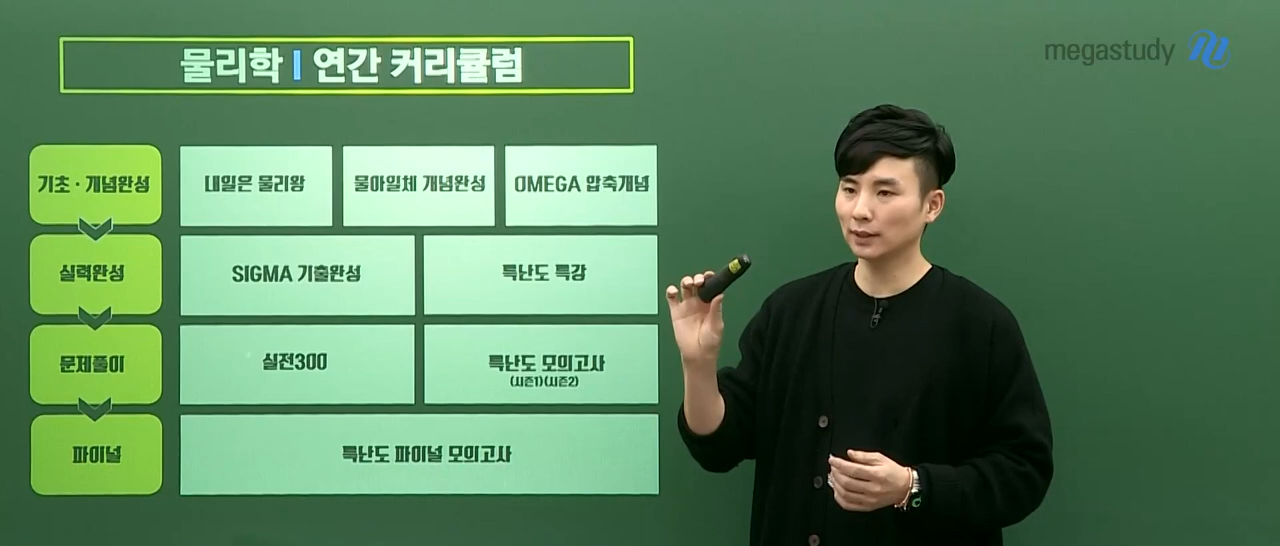 물리학 I 연간 커리큘럼
megastudy
기초·개념완성
내일은 물리왕
물아일체 개념완성
OMEGA 압축개념
실력완성
SIGMA 기출완성
특난도 특강
문제풀이
실전300
특난도 모의고사
(시즌1)(시즌2)
파이널
특난도 파이널 모의고사